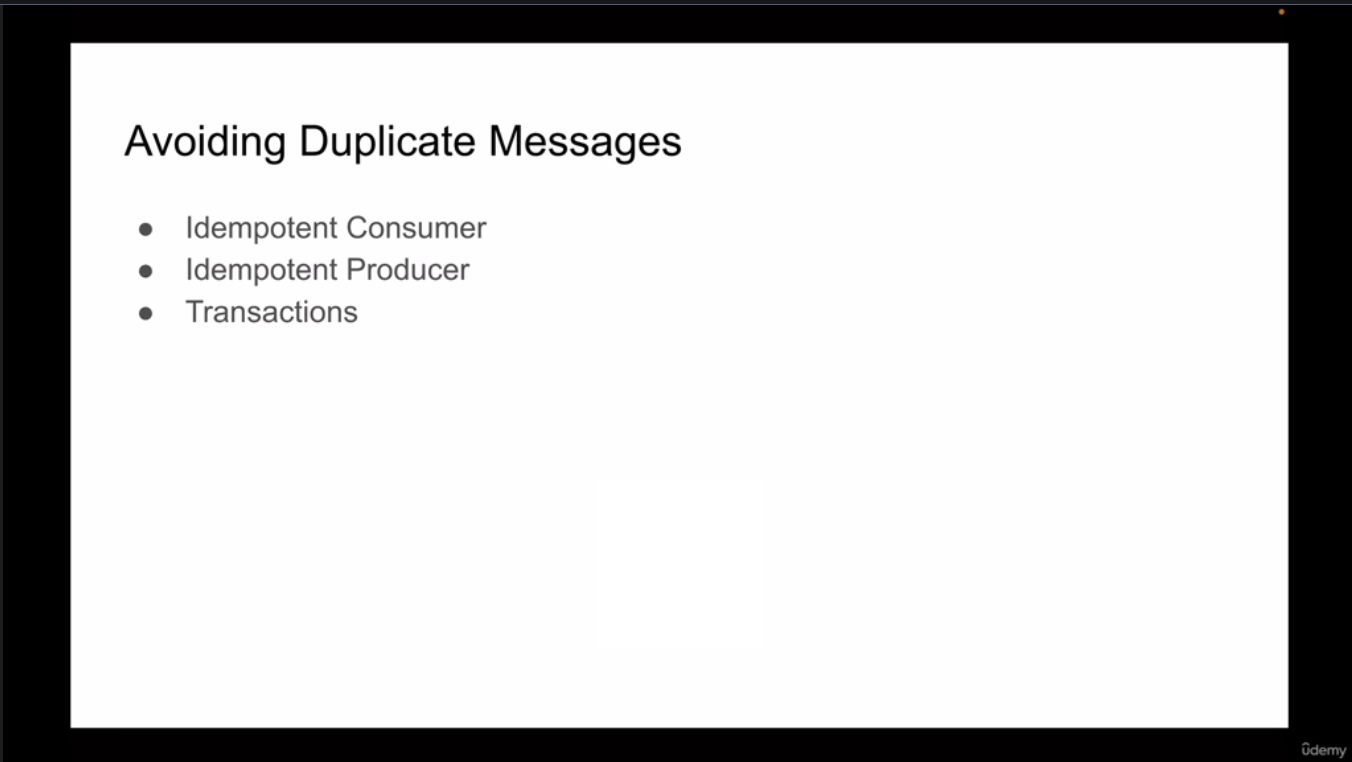 Avoiding Duplicate Messages
● Idempotent Consumer
● Idempotent Producer
● Transactions
ûdemy